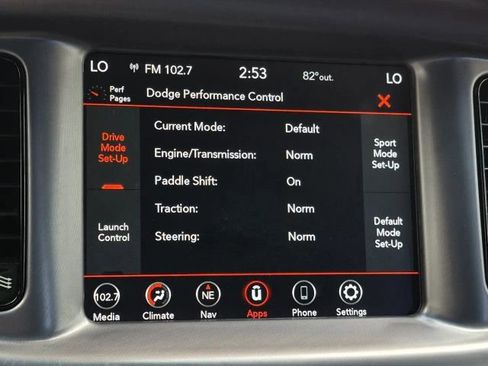 LO FM 102.7 2:53 82°out. LO
Perf Pages Dodge Performance Control
Drive Mode Set-Up
Current Mode: Default
Engine/Transmission: Norm
Paddle Shift: On
Traction: Norm
Steering: Norm
Sport Mode Set-Up
Launch Control
Default Mode Set-Up
102.7 NE
Media Climate Nav Apps Phone Settings